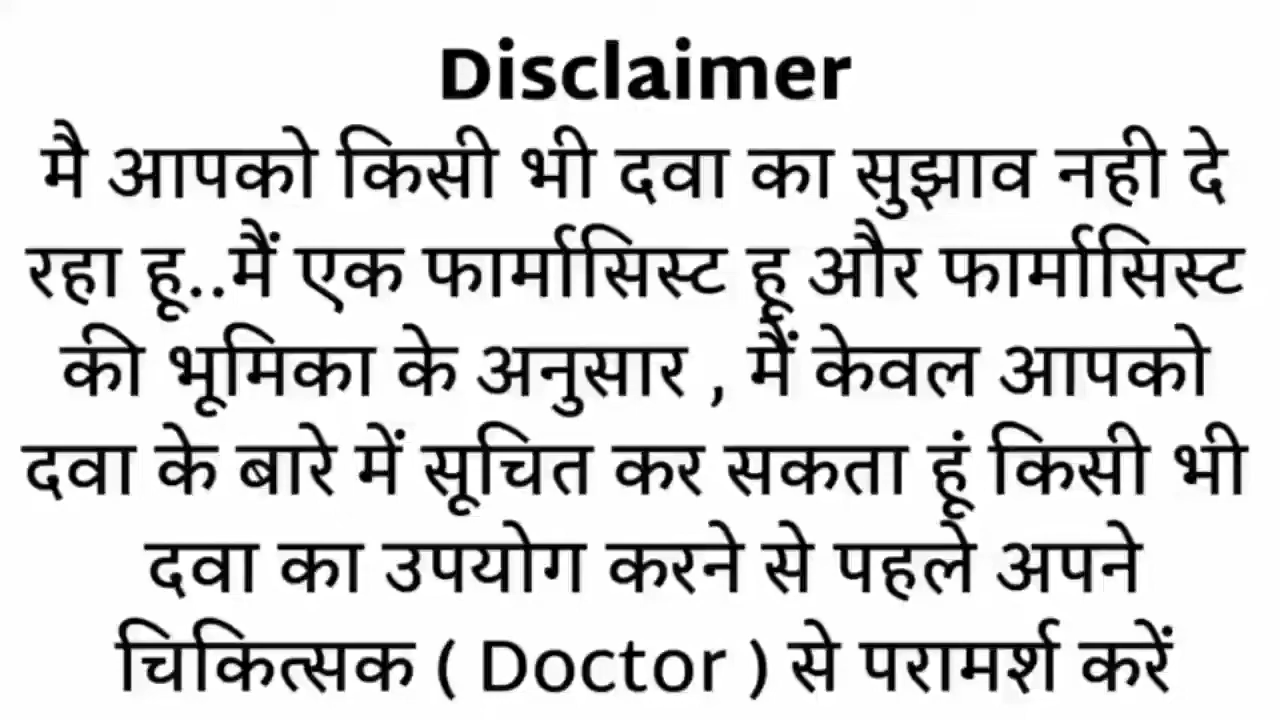 Disclaimer
मै आपको किसी भी दवा का सुझाव नही दे
रहा हू..मैं एक फार्मासिस्ट हू और फार्मासिस्ट
की भूमिका के अनुसार , मैं केवल आपको
दवा के बारे में सूचित कर सकता हूं किसी भी
दवा का उपयोग करने से पहले अपने
चिकित्सक ( Doctor ) से परामर्श करें